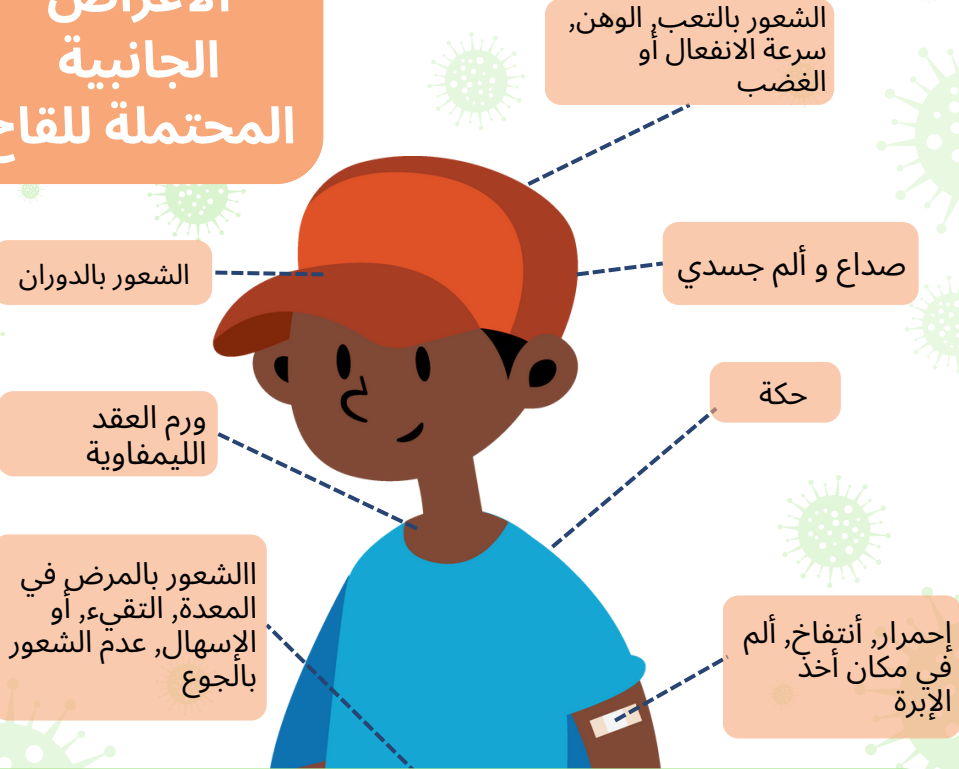 الأعراض
الجانبية
المحتملة للقاح
الشعور بالتعب, الوهن,
سرعة الانفعال أو
الغضب
صداع و ألم جسدي
الشعور بالدوران
حكة
ورم العقد
الليمفاوية
االشعور بالمرض في
المعدة, التقيء, أو
الإسهال, عدم الشعور
بالجوع
إحمرار, أنتفاخ, ألم
في مكان أخذ
الإبرة